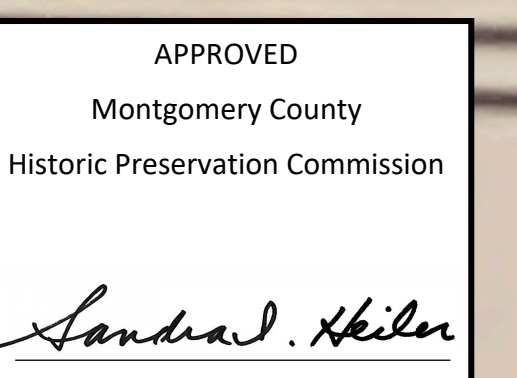 APPROVED
Montgomery County
Historic Preservation Commission
Sandra I. Heiler